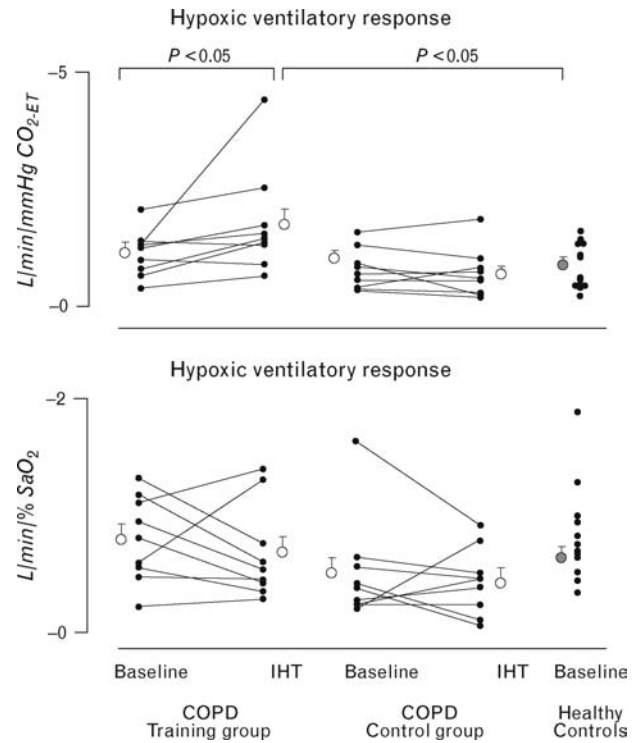 Hypoxic ventilatory response
P <0.05 P <0.05
–5
L|min|mmHg CO2-ET
–0
Hypoxic ventilatory response
–2
L|min|% SaO2
–0
Baseline IHT Baseline IHT Baseline
COPD COPD Healthy
Training group Control group Controls